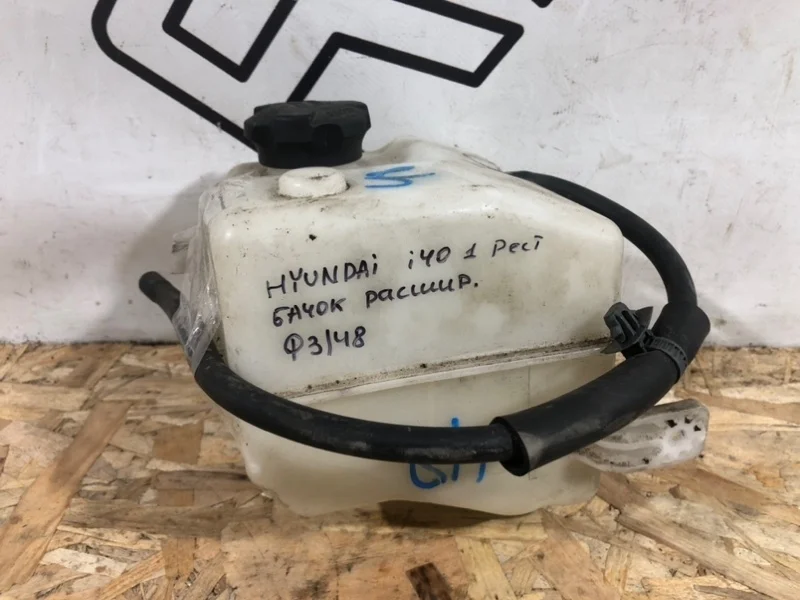 HYUNDAi i40 1 Рест
БАЧОК расшир.
Ф3/48